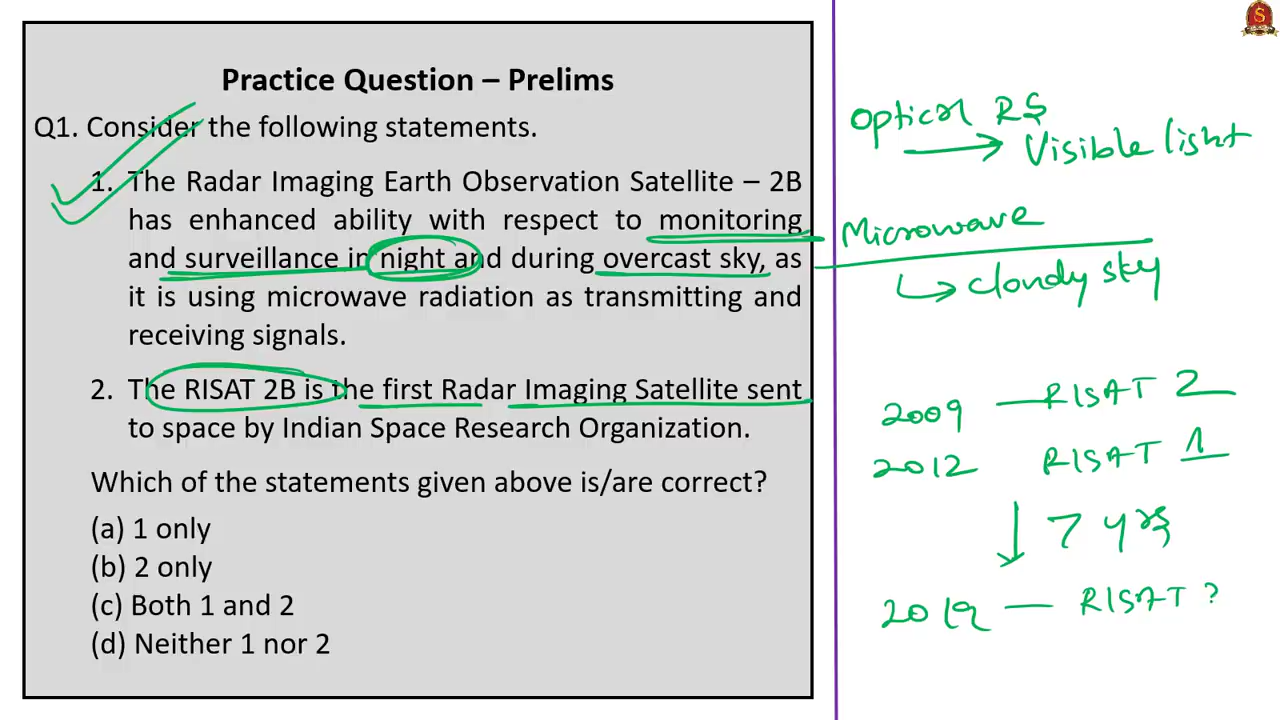 Practice Question – Prelims
Q1. Consider the following statements.
1. The Radar Imaging Earth Observation Satellite – 2B
has enhanced ability with respect to monitoring
and surveillance in night and during overcast sky, as
it is using microwave radiation as transmitting and
receiving signals.
2. The RISAT 2B is the first Radar Imaging Satellite sent
to space by Indian Space Research Organization.
Which of the statements given above is/are correct?
(a) 1 only
(b) 2 only
(c) Both 1 and 2
(d) Neither 1 nor 2
Optical RS
Visible light
Microwave
cloudy sky
2009 — RISAT 2
2012 RISAT 1
7 yrs
2019 — RISAT ?
S